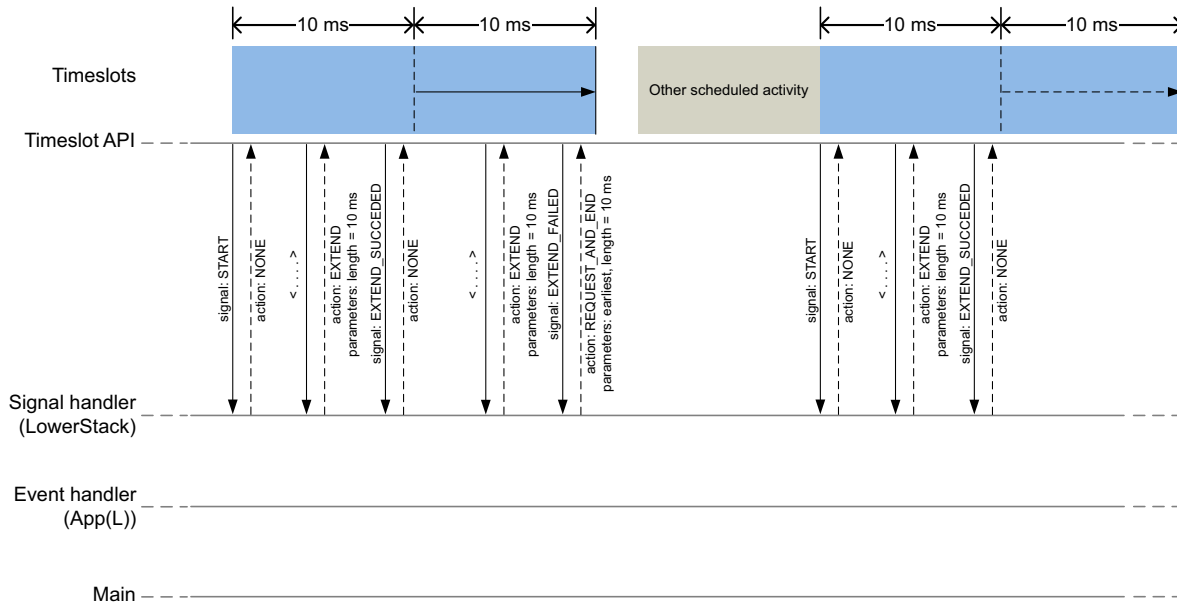 10 ms
10 ms
10 ms
10 ms
Timeslots
Other scheduled activity
Timeslot API
signal: START
action: NONE
<....>
action: EXTEND
parameters: length = 10 ms
signal: EXTEND_SUCCEDED
action: NONE
<....>
action: EXTEND
parameters: length = 10 ms
signal: EXTEND_FAILED
action: REQUEST_AND_END
parameters: earliest, length = 10 ms
signal: START
action: NONE
<....>
action: EXTEND
parameters: length = 10 ms
signal: EXTEND_SUCCEDED
action: NONE
Signal handler
(LowerStack)
Event handler
(App(L))
Main